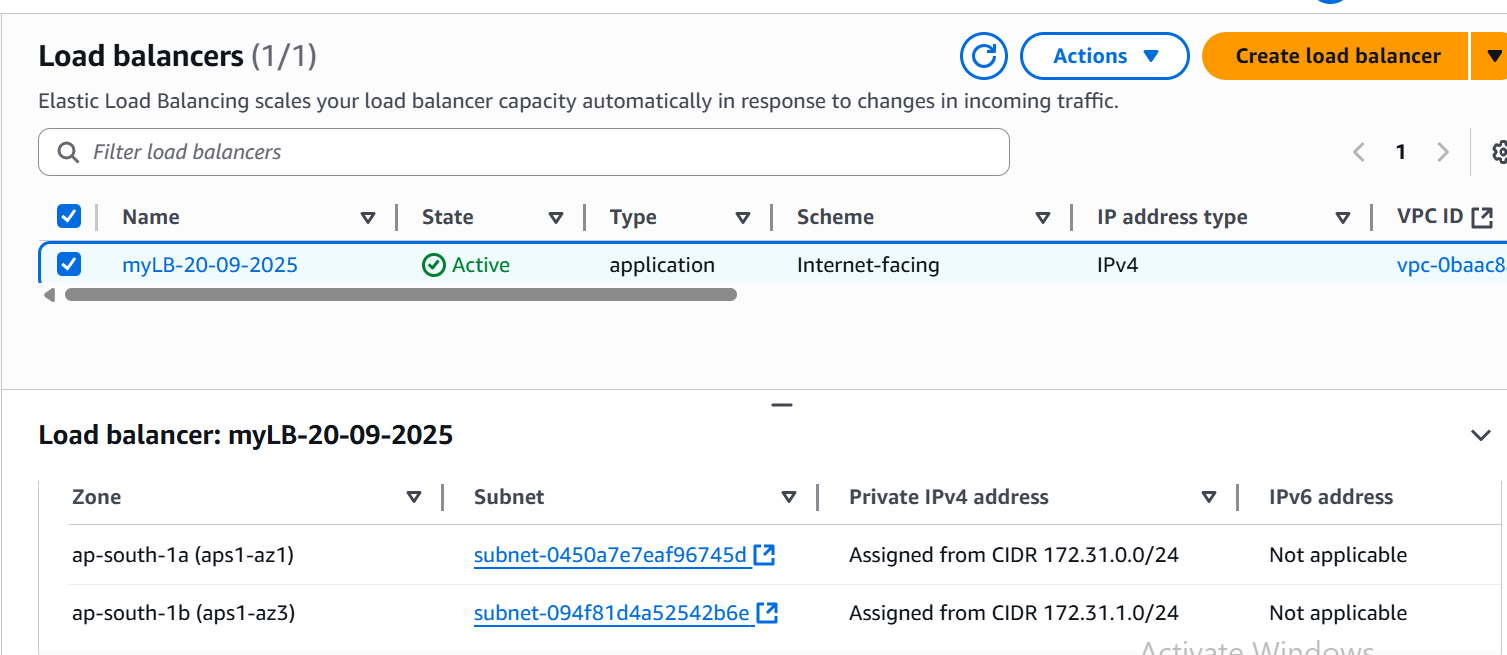 Load balancers (1/1)
Actions
Create load balancer
Elastic Load Balancing scales your load balancer capacity automatically in response to changes in incoming traffic.
Filter load balancers
1
Name State Type Scheme IP address type VPC ID
myLB-20-09-2025 Active application Internet-facing IPv4 vpc-0baac8
Load balancer: myLB-20-09-2025
Zone Subnet Private IPv4 address IPv6 address
ap-south-1a (aps1-az1) subnet-0450a7e7eaf96745d Assigned from CIDR 172.31.0.0/24 Not applicable
ap-south-1b (aps1-az3) subnet-094f81d4a52542b6e Assigned from CIDR 172.31.1.0/24 Not applicable
Activate Windows